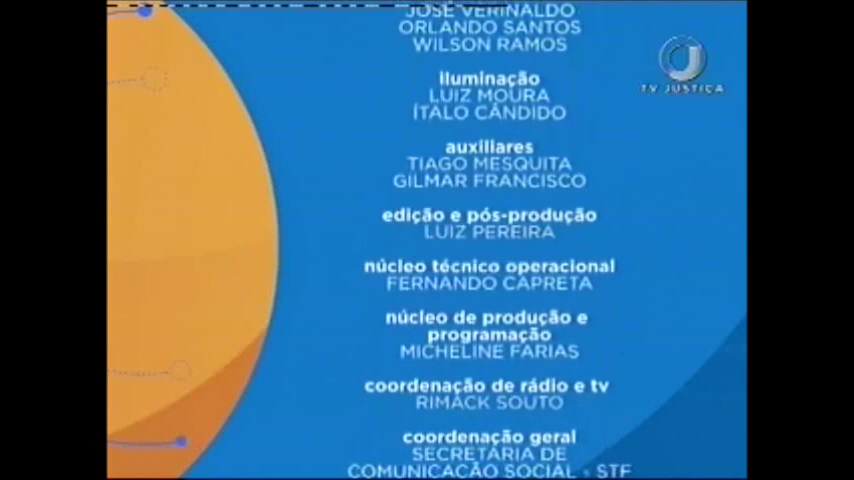 JOSÉ VERINALDO
ORLANDO SANTOS
WILSON RAMOS
iluminação
LUIZ MOURA
ÍTALO CÂNDIDO
auxiliares
TIAGO MESQUITA
GILMAR FRANCISCO
edição e pós-produção
LUIZ PEREIRA
núcleo técnico operacional
FERNANDO CAPRETA
núcleo de produção e
programação
MICHELINE FARIAS
coordenação de rádio e tv
RIMACK SOUTO
coordenação geral
SECRETARIA DE
COMUNICAÇÃO SOCIAL - STF
TV JUSTIÇA